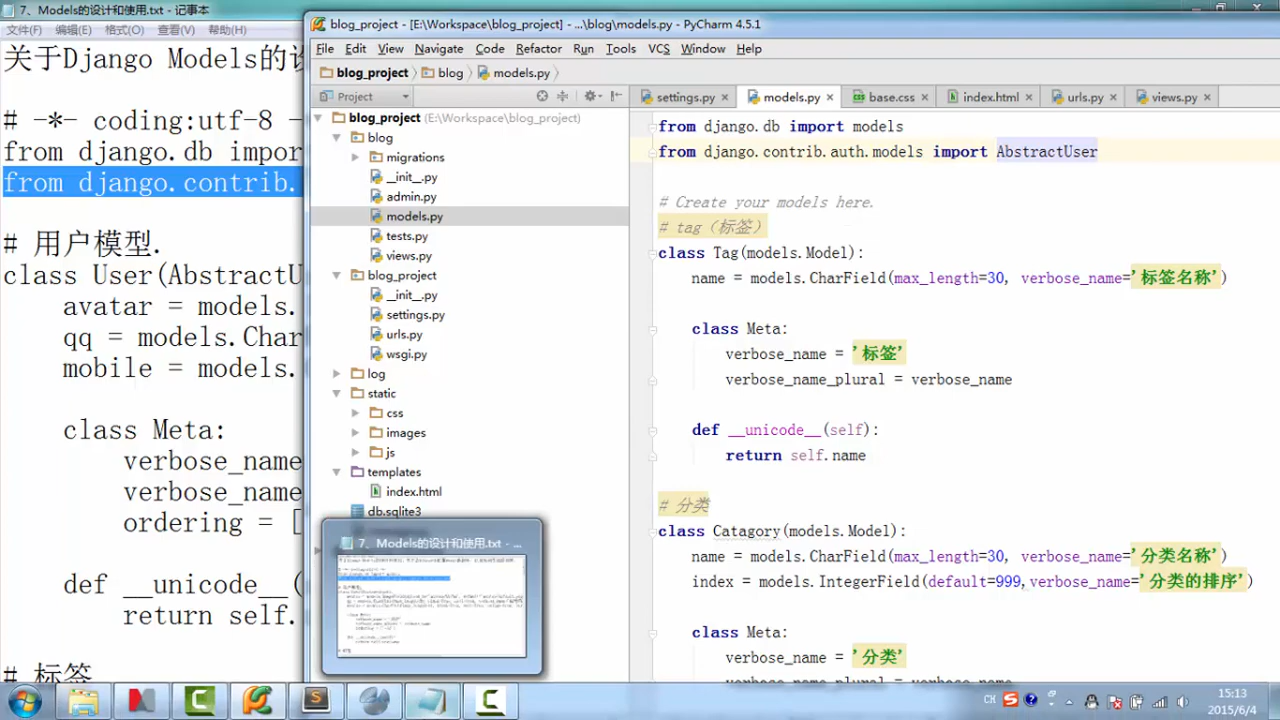 7、Models的设计和使用.txt - 记事本
文件(F) 编辑(E) 格式(O) 查看(V) 帮助(H)
关于Django Models的设
# -*- coding:utf-8 -
from django.db impor
from django.contrib.
# 用户模型.
class User(AbstractU
avatar = models.
qq = models.Char
mobile = models.
class Meta:
verbose_name
verbose_name
ordering = [
def __unicode__(
return self.
# 标签
blog_project - [E:\Workspace\blog_project] - ...\blog\models.py - PyCharm 4.5.1
File Edit View Navigate Code Refactor Run Tools VCS Window Help
blog_project blog models.py
Project
blog_project (E:\Workspace\blog_project)
blog
migrations
__init__.py
admin.py
models.py
tests.py
views.py
blog_project
__init__.py
settings.py
urls.py
wsgi.py
log
static
css
images
js
templates
index.html
db.sqlite3
settings.py models.py base.css index.html urls.py views.py
from django.db import models
from django.contrib.auth.models import AbstractUser
# Create your models here.
# tag（标签）
class Tag(models.Model):
name = models.CharField(max_length=30, verbose_name='标签名称')
class Meta:
verbose_name = '标签'
verbose_name_plural = verbose_name
def __unicode__(self):
return self.name
# 分类
class Catagory(models.Model):
name = models.CharField(max_length=30, verbose_name='分类名称')
index = models.IntegerField(default=999,verbose_name='分类的排序')
class Meta:
verbose_name = '分类'
verbose_name_plural = verbose_name
7、Models的设计和使用.txt - ...
CH
15:13
2015/6/4